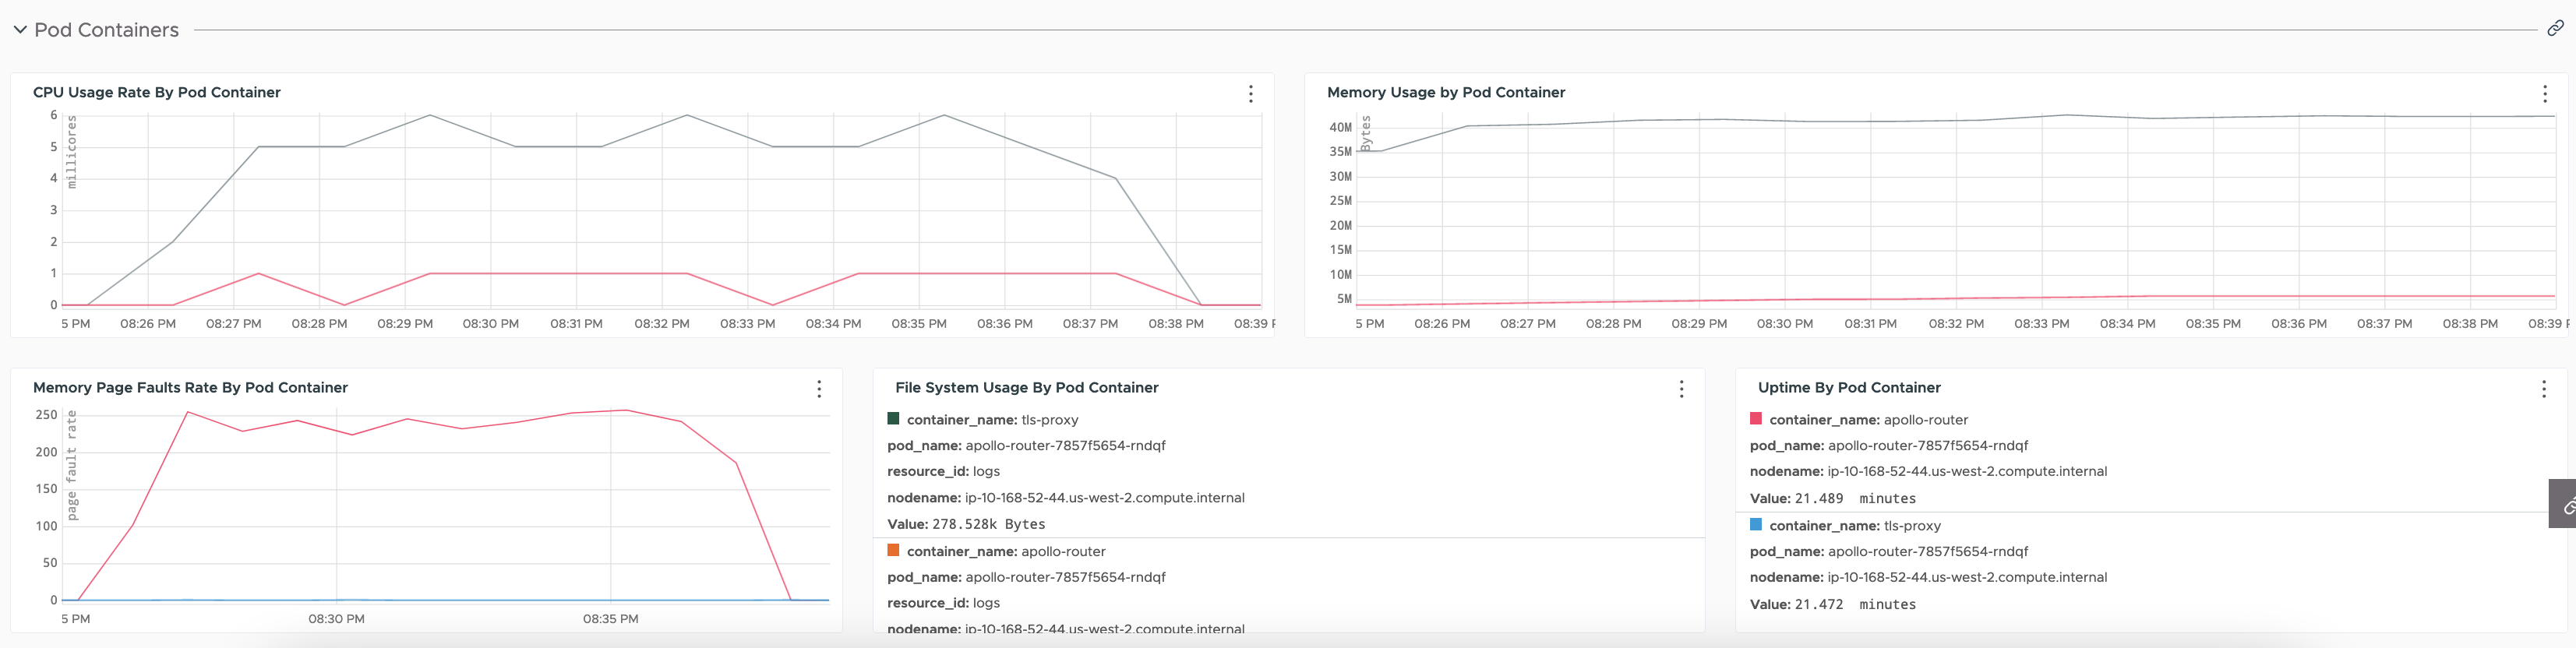 Pod Containers
CPU Usage Rate By Pod Container
millicores
6
5
4
3
2
1
0
5 PM 08:26 PM 08:27 PM 08:28 PM 08:29 PM 08:30 PM 08:31 PM 08:32 PM 08:33 PM 08:34 PM 08:35 PM 08:36 PM 08:37 PM 08:38 PM 08:39 P
Memory Usage by Pod Container
Bytes
40M
35M
30M
25M
20M
15M
10M
5M
5 PM 08:26 PM 08:27 PM 08:28 PM 08:29 PM 08:30 PM 08:31 PM 08:32 PM 08:33 PM 08:34 PM 08:35 PM 08:36 PM 08:37 PM 08:38 PM 08:39 P
Memory Page Faults Rate By Pod Container
page fault rate
250
200
150
100
50
0
5 PM 08:30 PM 08:35 PM
File System Usage By Pod Container
container_name: tls-proxy
pod_name: apollo-router-7857f5654-rndqf
resource_id: logs
nodename: ip-10-168-52-44.us-west-2.compute.internal
Value: 278.528k Bytes
container_name: apollo-router
pod_name: apollo-router-7857f5654-rndqf
resource_id: logs
nodename: ip-10-168-52-44.us-west-2.compute.internal
Uptime By Pod Container
container_name: apollo-router
pod_name: apollo-router-7857f5654-rndqf
nodename: ip-10-168-52-44.us-west-2.compute.internal
Value: 21.489 minutes
container_name: tls-proxy
pod_name: apollo-router-7857f5654-rndqf
nodename: ip-10-168-52-44.us-west-2.compute.internal
Value: 21.472 minutes